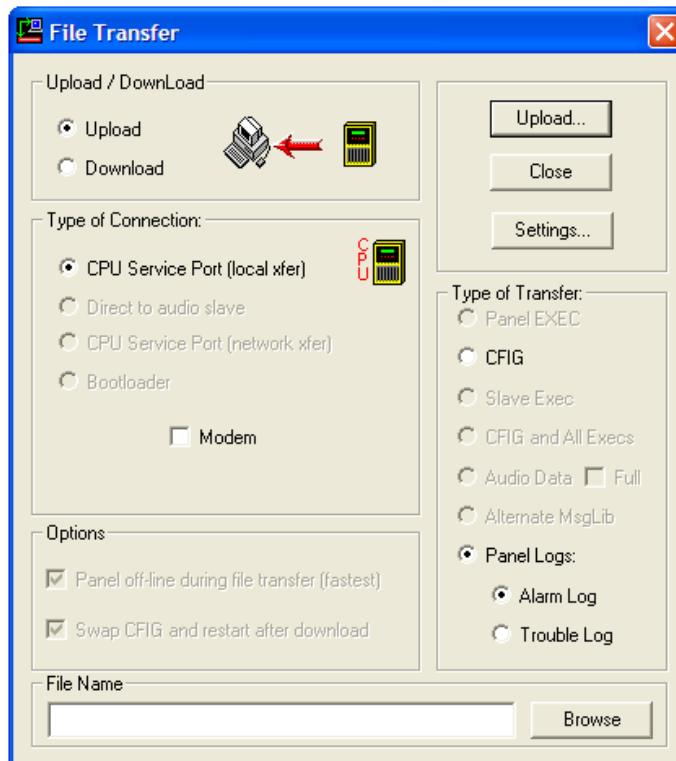 File Transfer
Upload / DownLoad
Upload
Download
Upload...
Close
Settings...
Type of Connection:
CPU
CPU Service Port (local xfer)
Direct to audio slave
CPU Service Port (network xfer)
Bootloader
Modem
Type of Transfer:
Panel EXEC
CFIG
Slave Exec
CFIG and All Execs
Audio Data Full
Alternate MsgLib
Panel Logs:
Alarm Log
Trouble Log
Options
Panel off-line during file transfer (fastest)
Swap CFIG and restart after download
File Name
Browse